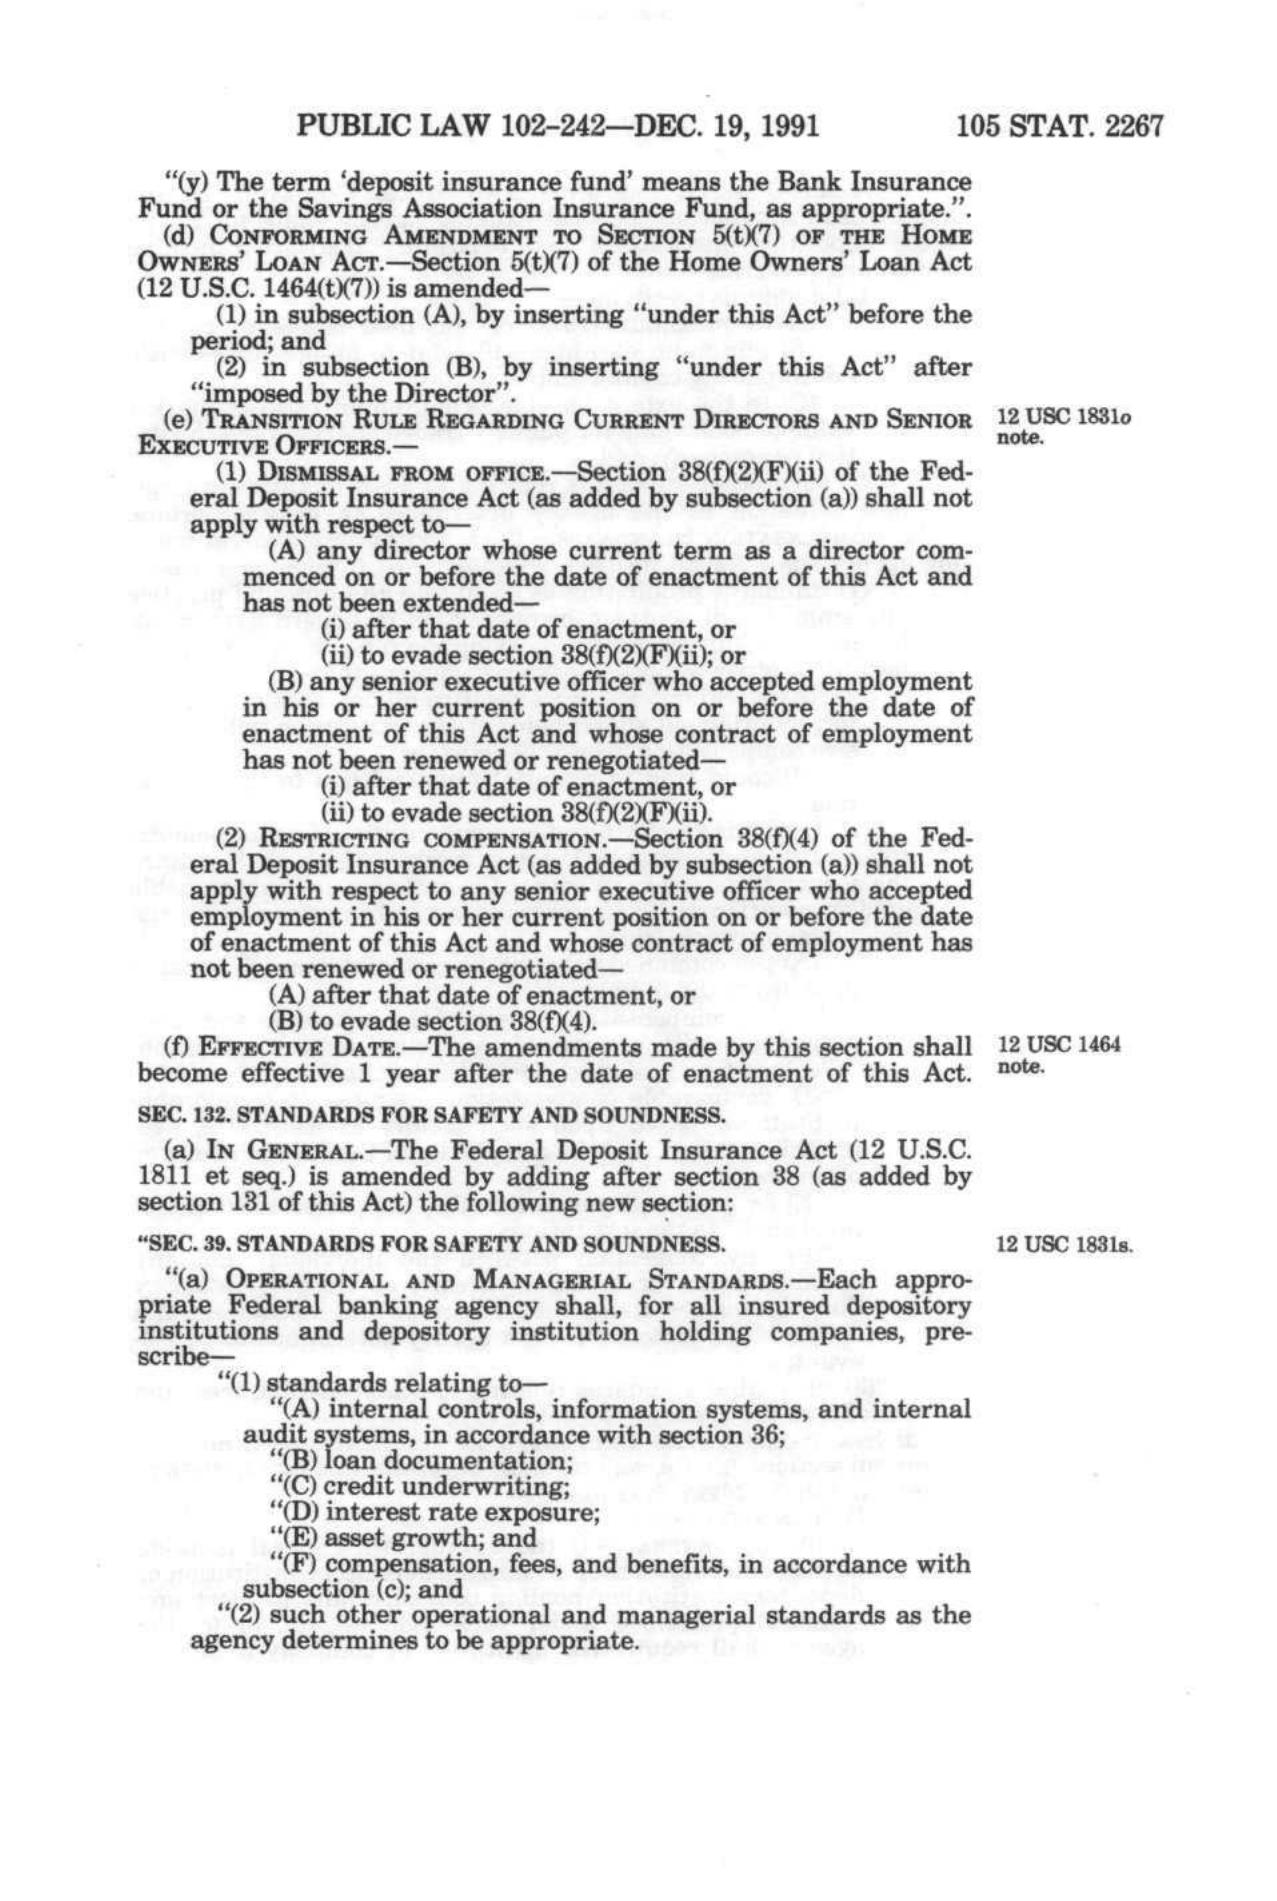 PUBLIC LAW 102-242—DEC. 19, 1991 105 STAT. 2267
"(y) The term 'deposit insurance fund' means the Bank Insurance
Fund or the Savings Association Insurance Fund, as appropriate.".
(d) CONFORMING AMENDMENT TO SECTION 5(t)(7) OF THE HOME
OWNERS' LOAN ACT.—Section 5(t)(7) of the Home Owners' Loan Act
(12 U.S.C. 1464(t)(7)) is amended—
(1) in subsection (A), by inserting "under this Act" before the
period; and
(2) in subsection (B), by inserting "under this Act" after
"imposed by the Director".
(e) TRANSITION RULE REGARDING CURRENT DIRECTORS AND SENIOR
EXECUTIVE OFFICERS.—
12 USC 1831o
note.
(1) DISMISSAL FROM OFFICE.—Section 38(f)(2)(F)(ii) of the Fed-
eral Deposit Insurance Act (as added by subsection (a)) shall not
apply with respect to—
(A) any director whose current term as a director com-
menced on or before the date of enactment of this Act and
has not been extended—
(i) after that date of enactment, or
(ii) to evade section 38(f)(2)(F)(ii); or
(B) any senior executive officer who accepted employment
in his or her current position on or before the date of
enactment of this Act and whose contract of employment
has not been renewed or renegotiated—
(i) after that date of enactment, or
(ii) to evade section 38(f)(2)(F)(ii).
(2) RESTRICTING COMPENSATION.—Section 38(f)(4) of the Fed-
eral Deposit Insurance Act (as added by subsection (a)) shall not
apply with respect to any senior executive officer who accepted
employment in his or her current position on or before the date
of enactment of this Act and whose contract of employment has
not been renewed or renegotiated—
(A) after that date of enactment, or
(B) to evade section 38(f)(4).
(f) EFFECTIVE DATE.—The amendments made by this section shall
become effective 1 year after the date of enactment of this Act.
12 USC 1464
note.
SEC. 132. STANDARDS FOR SAFETY AND SOUNDNESS.
(a) IN GENERAL.—The Federal Deposit Insurance Act (12 U.S.C.
1811 et seq.) is amended by adding after section 38 (as added by
section 131 of this Act) the following new section:
"SEC. 39. STANDARDS FOR SAFETY AND SOUNDNESS.
12 USC 1831s.
"(a) OPERATIONAL AND MANAGERIAL STANDARDS.—Each appro-
priate Federal banking agency shall, for all insured depository
institutions and depository institution holding companies, pre-
scribe—
"(1) standards relating to—
"(A) internal controls, information systems, and internal
audit systems, in accordance with section 36;
"(B) loan documentation;
"(C) credit underwriting;
"(D) interest rate exposure;
"(E) asset growth; and
"(F) compensation, fees, and benefits, in accordance with
subsection (c); and
"(2) such other operational and managerial standards as the
agency determines to be appropriate.